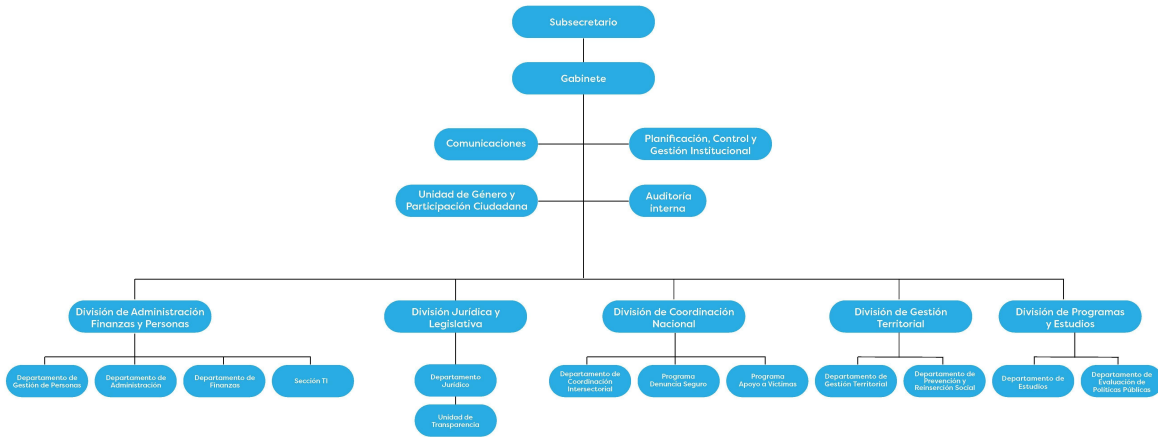 Subsecretario
Gabinete
Comunicaciones
Planificación, Control y
Gestión Institucional
Unidad de Género y
Participación Ciudadana
Auditoría
interna
División de Administración
Finanzas y Personas
División Jurídica y
Legislativa
División de Coordinación
Nacional
División de Gestión
Territorial
División de Programas
y Estudios
Departamento de
Gestión de Personas
Departamento de
Administración
Departamento de
Finanzas
Sección TI
Departamento
Jurídico
Unidad de
Transparencia
Departamento de
Coordinación
Intersectorial
Programa
Denuncia Seguro
Programa
Apoyo a Víctimas
Departamento de
Gestión Territorial
Departamento de
Prevención y
Reinserción Social
Departamento de
Estudios
Departamento de
Evaluación de
Políticas Públicas